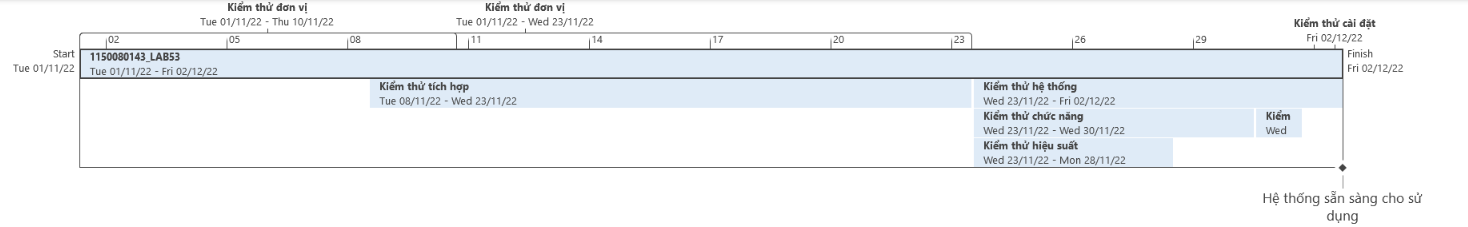 Kiểm thử đơn vị
Tue 01/11/22 - Thu 10/11/22
Kiểm thử đơn vị
Tue 01/11/22 - Wed 23/11/22
Kiểm thử cài đặt
Fri 02/12/22
02 05 08 11 14 17 20 23 26 29
Start
Tue 01/11/22
1150080143_LAB53
Tue 01/11/22 - Fri 02/12/22
Finish
Fri 02/12/22
Kiểm thử tích hợp
Tue 08/11/22 - Wed 23/11/22
Kiểm thử hệ thống
Wed 23/11/22 - Fri 02/12/22
Kiểm thử chức năng
Wed 23/11/22 - Wed 30/11/22
Kiểm
Wed
Kiểm thử hiệu suất
Wed 23/11/22 - Mon 28/11/22
Hệ thống sẵn sàng cho sử
dụng